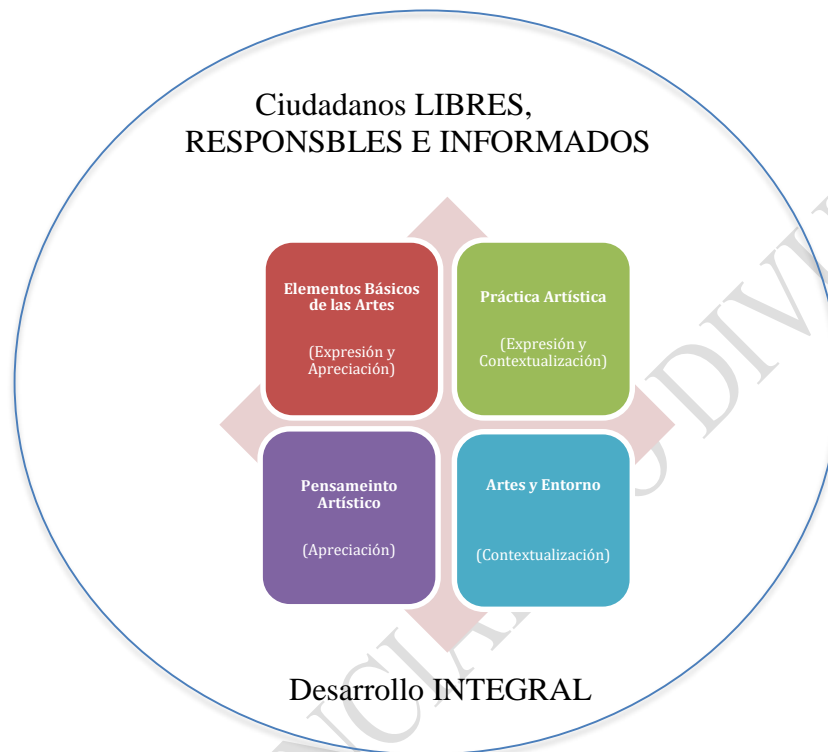 Ciudadanos LIBRES,
RESPONSBLES E INFORMADOS
Elementos Básicos
de las Artes
(Expresión y
Apreciación)
Práctica Artística
(Expresión y
Contextualización)
Pensameinto
Artístico
(Apreciación)
Artes y Entorno
(Contextualización)
Desarrollo INTEGRAL